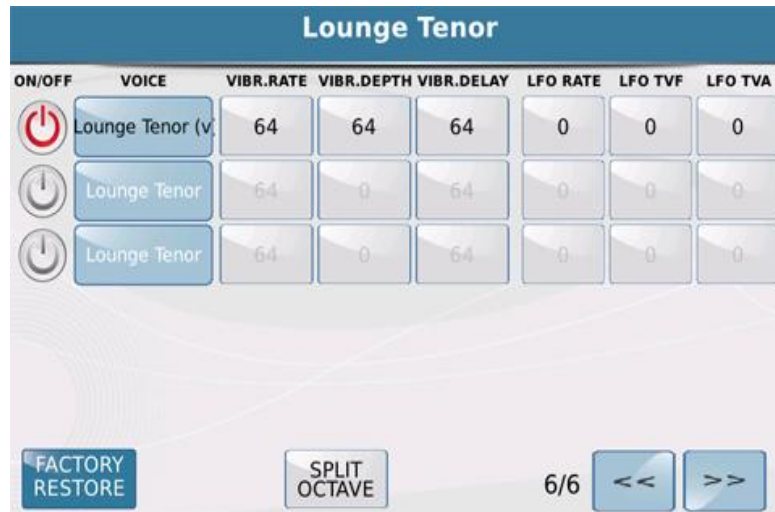 Lounge Tenor
ON/OFF VOICE VIBR.RATE VIBR.DEPTH VIBR.DELAY LFO RATE LFO TVF LFO TVA
Lounge Tenor (v 64 64 64 0 0 0
Lounge Tenor 64 0 64 0 0 0
Lounge Tenor 64 0 64 0 0 0
FACTORY RESTORE
SPLIT OCTAVE
6/6 << >>